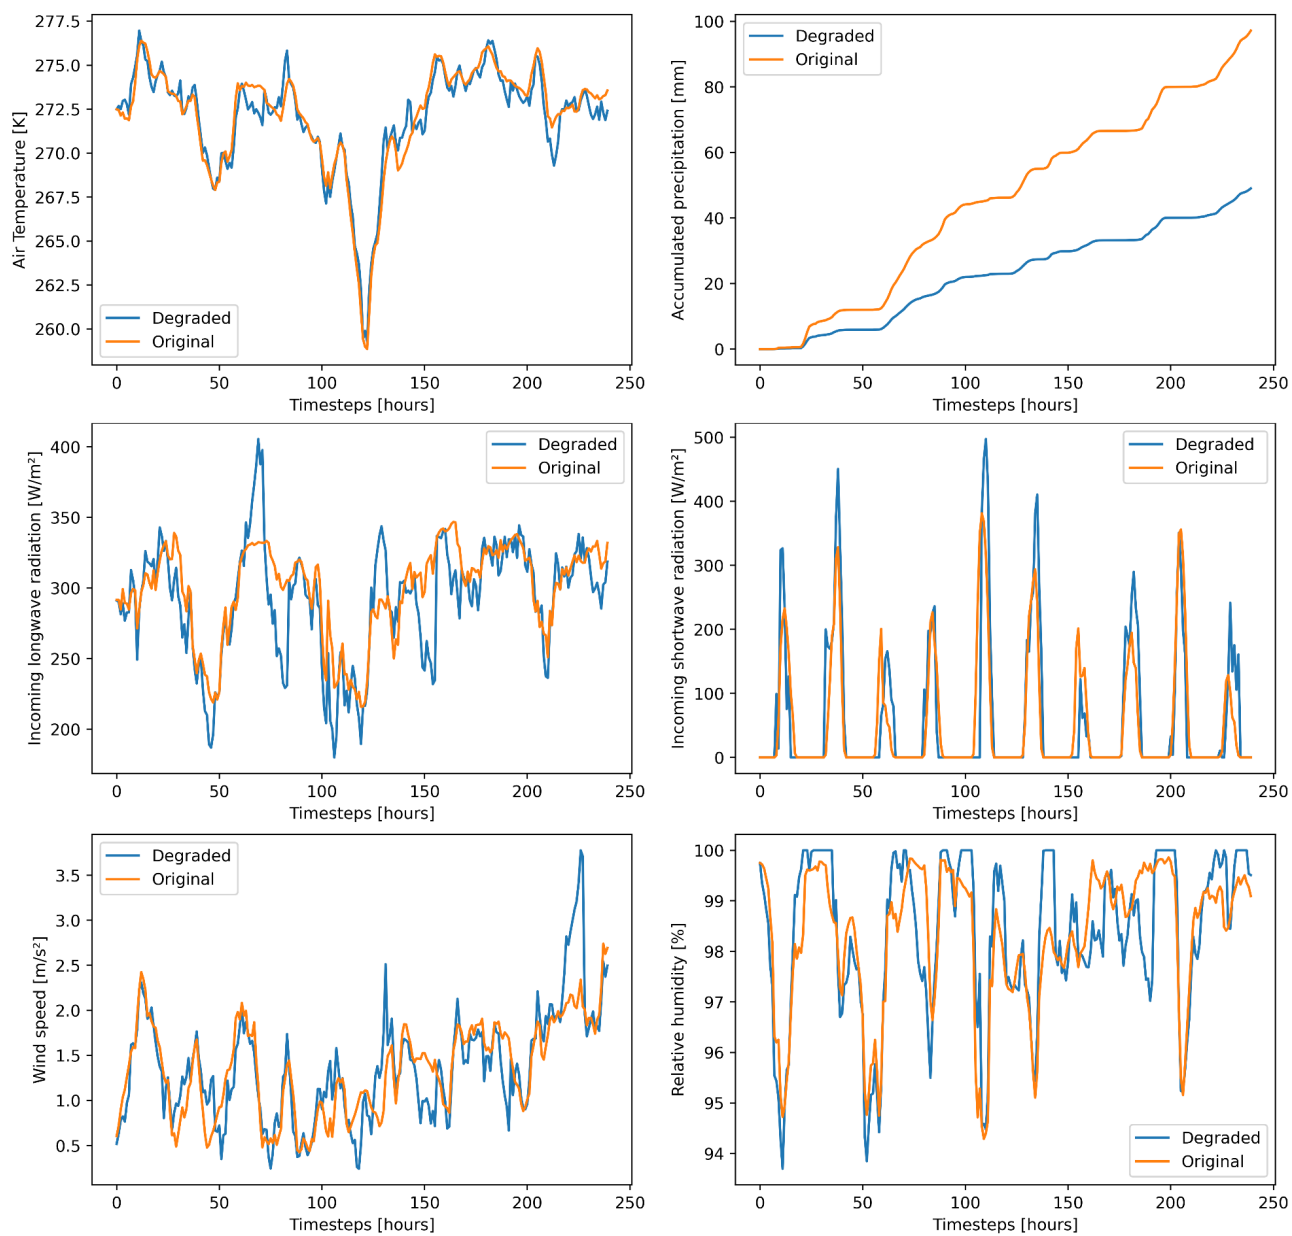 277.5
275.0
272.5
270.0
267.5
265.0
262.5
260.0
Air Temperature [K]
Degraded
Original
0 50 100 150 200 250
Timesteps [hours]
100
80
60
40
20
0
Accumulated precipitation [mm]
Degraded
Original
0 50 100 150 200 250
Timesteps [hours]
400
350
300
250
200
Incoming longwave radiation [W/m²]
Degraded
Original
0 50 100 150 200 250
Timesteps [hours]
500
400
300
200
100
0
Incoming shortwave radiation [W/m²]
Degraded
Original
0 50 100 150 200 250
Timesteps [hours]
3.5
3.0
2.5
2.0
1.5
1.0
0.5
Wind speed [m/s²]
Degraded
Original
0 50 100 150 200 250
Timesteps [hours]
100
99
98
97
96
95
94
Relative humidity [%]
Degraded
Original
0 50 100 150 200 250
Timesteps [hours]